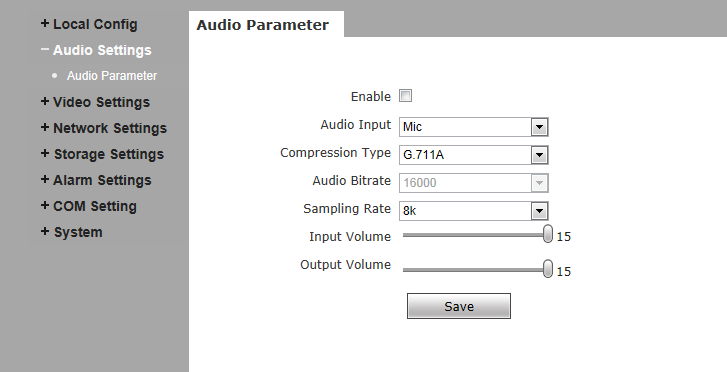 + Local Config
− Audio Settings
• Audio Parameter
+ Video Settings
+ Network Settings
+ Storage Settings
+ Alarm Settings
+ COM Setting
+ System
Audio Parameter
Enable
Audio Input Mic
Compression Type G.711A
Audio Bitrate 16000
Sampling Rate 8k
Input Volume 15
Output Volume 15
Save